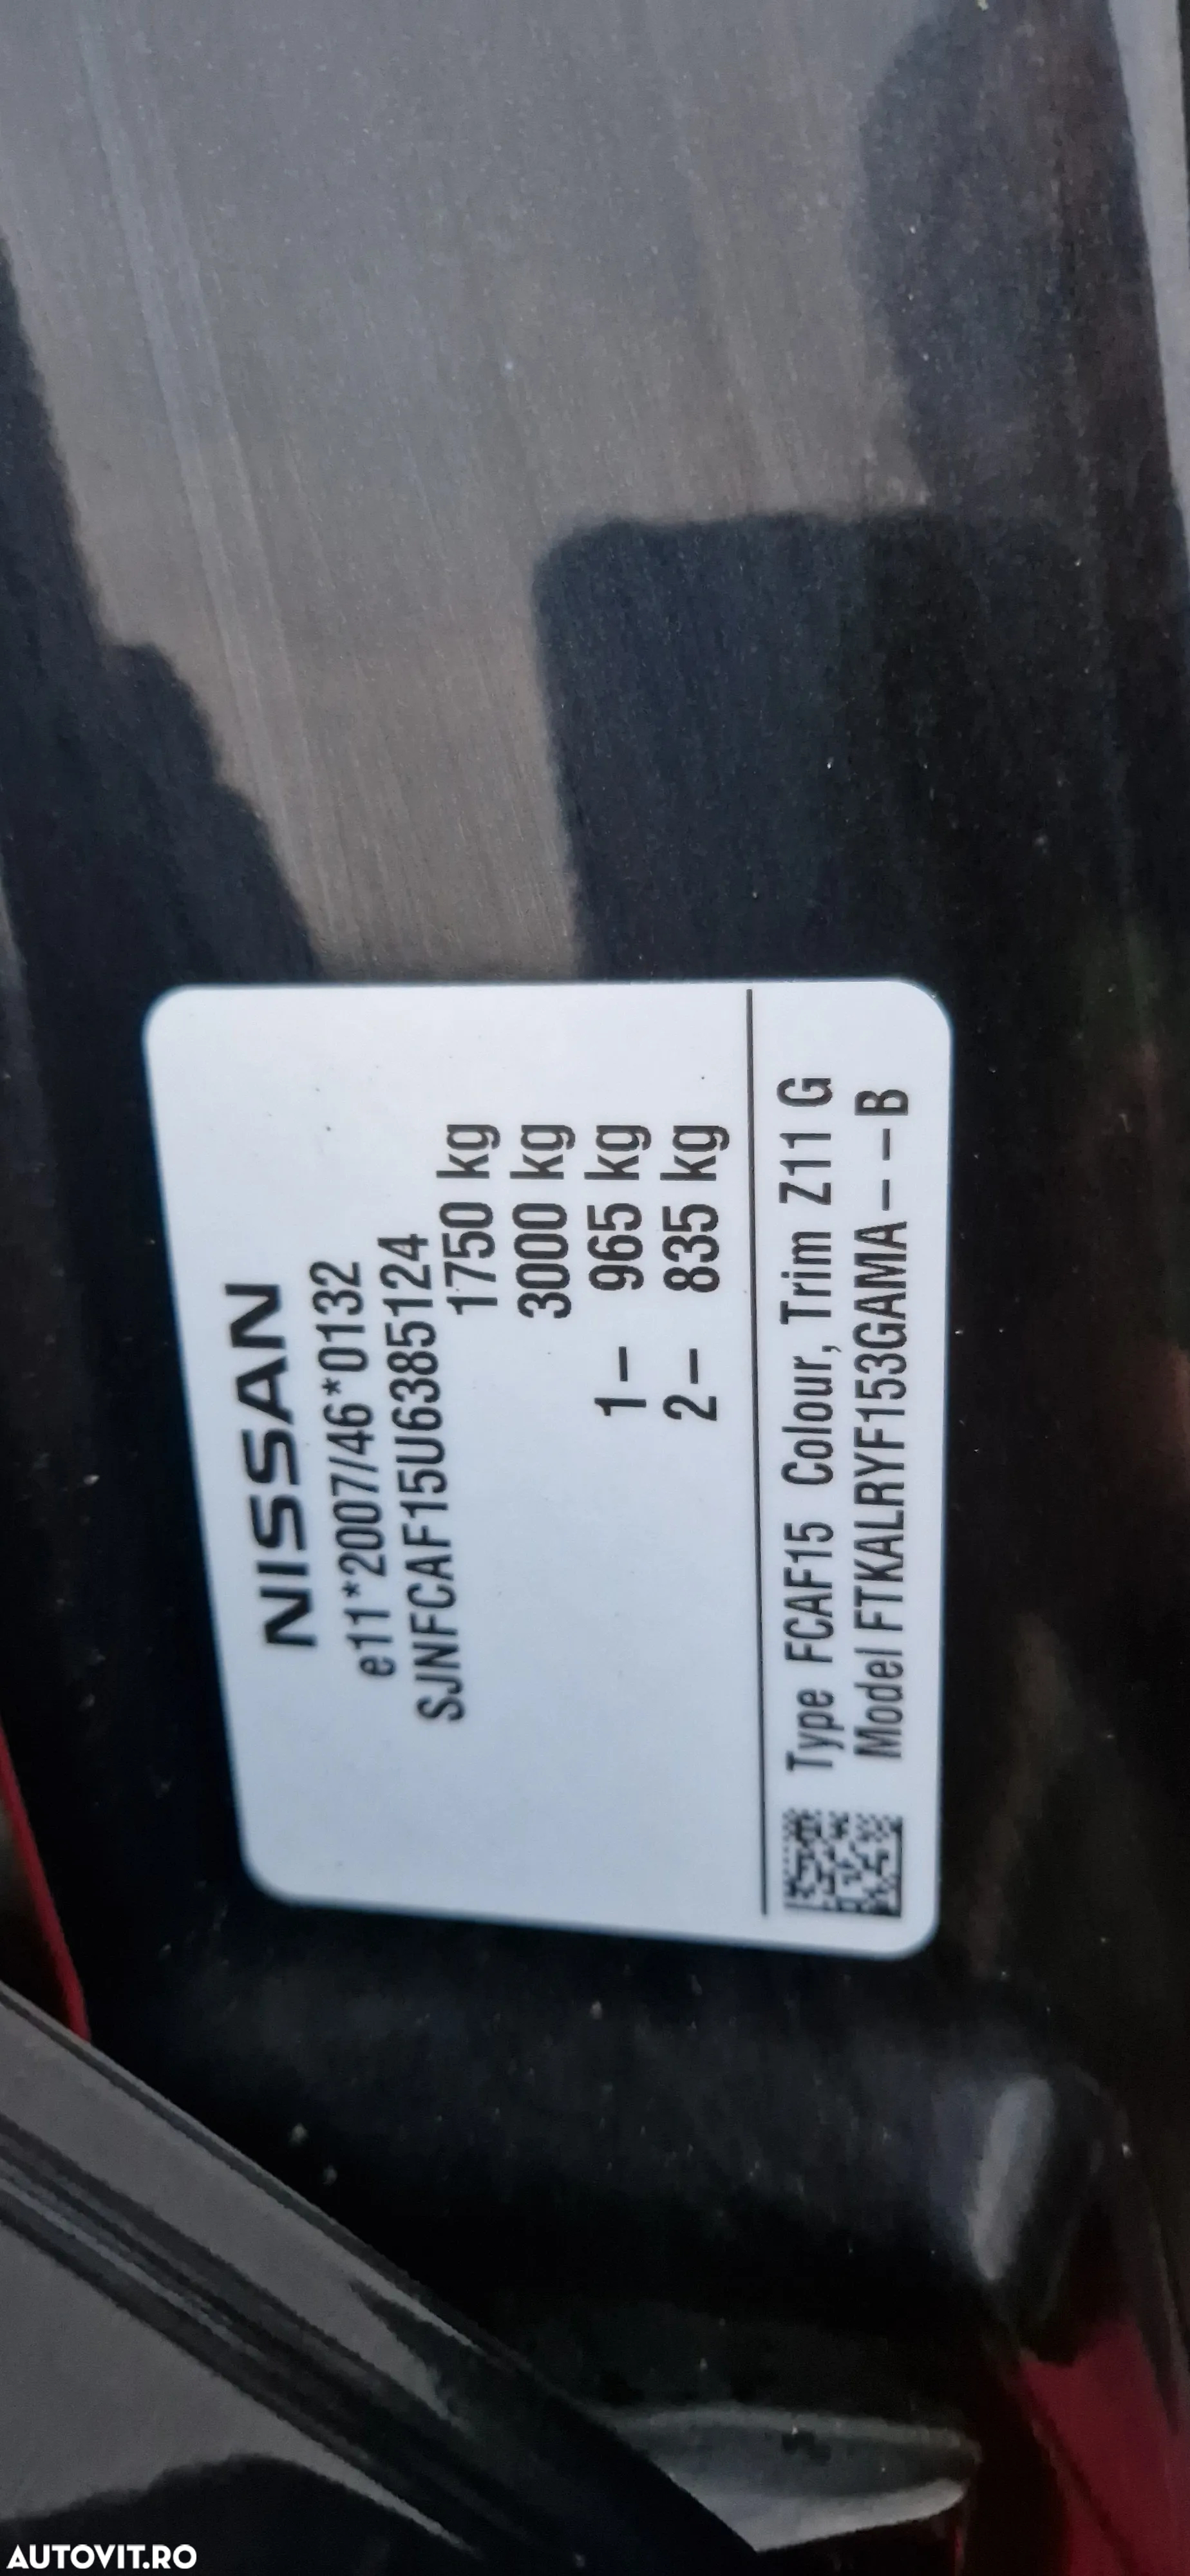 NISSAN
e11*2007/46*0132
SJNFCAF15U6385124
1750 kg
3000 kg
1– 965 kg
2– 835 kg
Type FCAF15 Colour, Trim Z11 G
Model FTKALRYF153GAMA – – B
AUTOVIT.RO